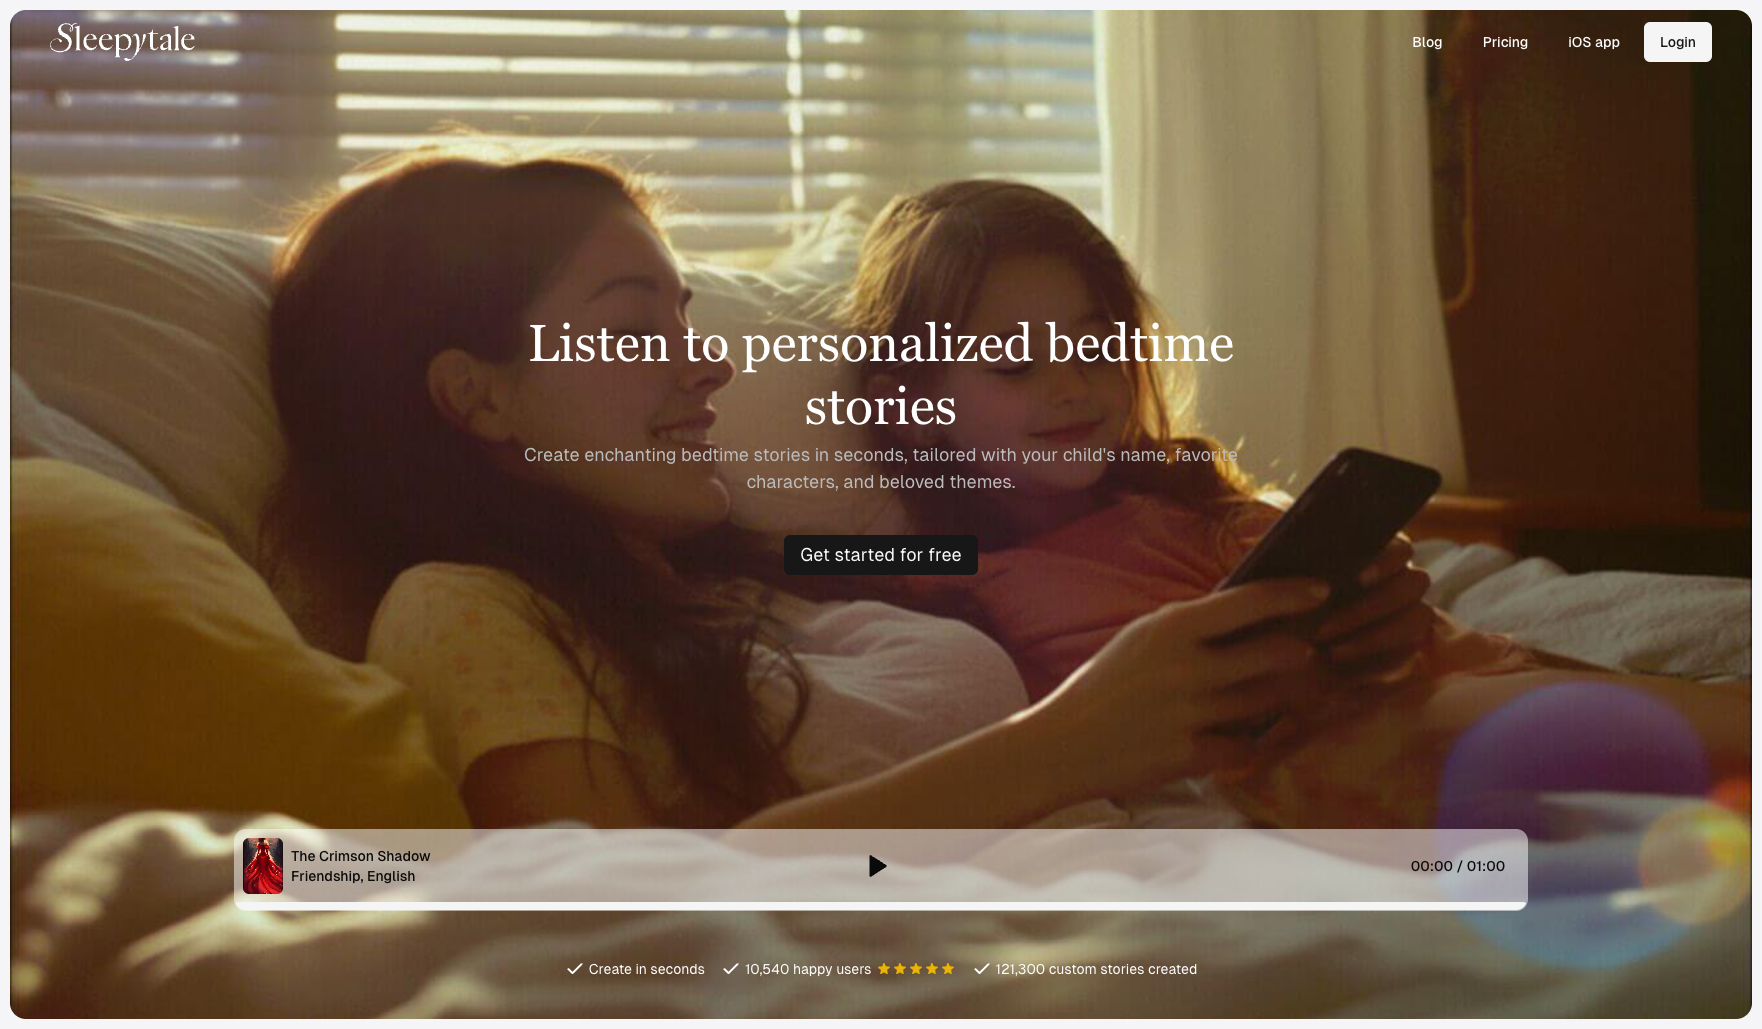 Sleepytale
Blog
Pricing
iOS app
Login
Listen to personalized bedtime
stories
Create enchanting bedtime stories in seconds, tailored with your child's name, favorite
characters, and beloved themes.
Get started for free
The Crimson Shadow
Friendship, English
00:00 / 01:00
Create in seconds
10,540 happy users
121,300 custom stories created